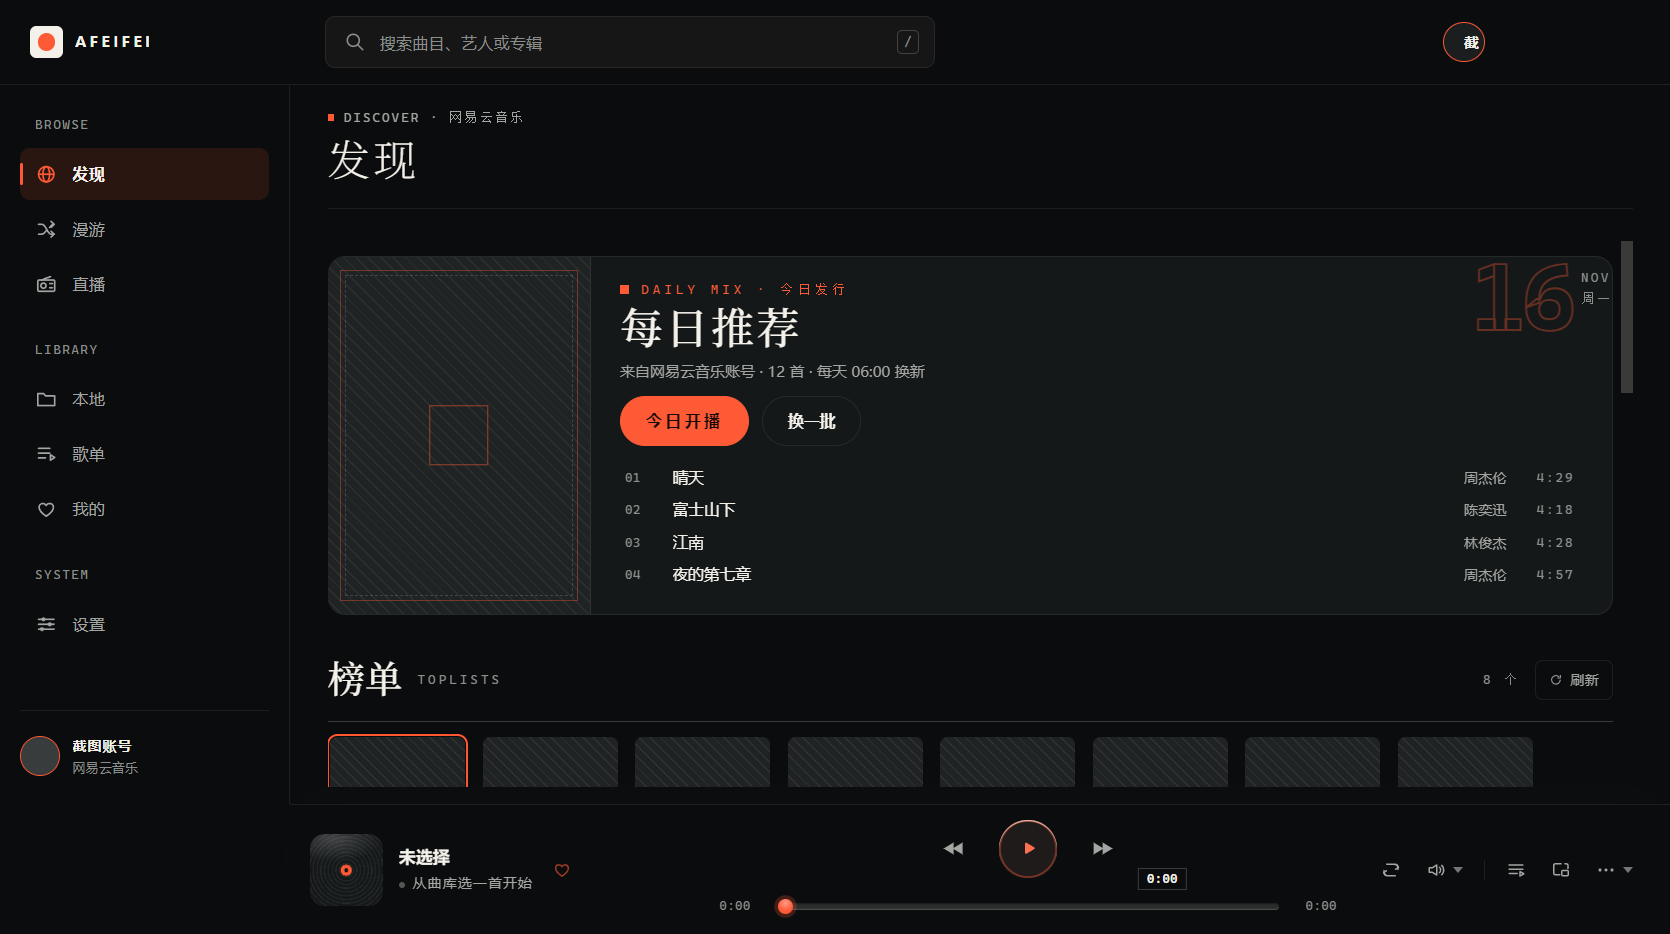 AFEIFEI
搜索曲目、艺人或专辑
/
截
BROWSE
发现
漫游
直播
LIBRARY
本地
歌单
我的
SYSTEM
设置
截图账号
网易云音乐
DISCOVER · 网易云音乐
发现
DAILY MIX · 今日发行
每日推荐
来自网易云音乐账号 · 12 首 · 每天 06:00 换新
今日开播
换一批
16
NOV
周一
01 晴天 周杰伦 4:29
02 富士山下 陈奕迅 4:18
03 江南 林俊杰 4:28
04 夜的第七章 周杰伦 4:57
榜单 TOPLISTS
8 个
刷新
未选择
从曲库选一首开始
0:00
0:00
0:00